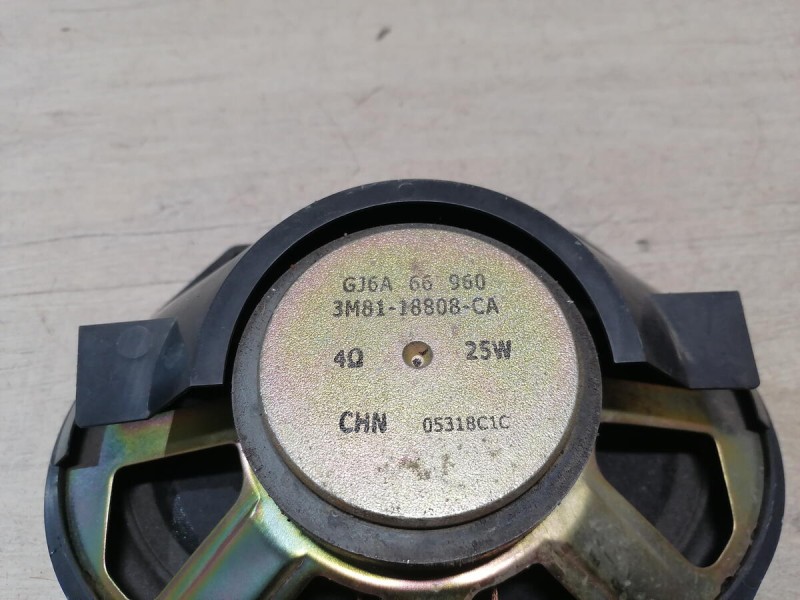 GJ6A 66 960
3M81-18808-CA
4Ω 25W
CHN 05318C1C